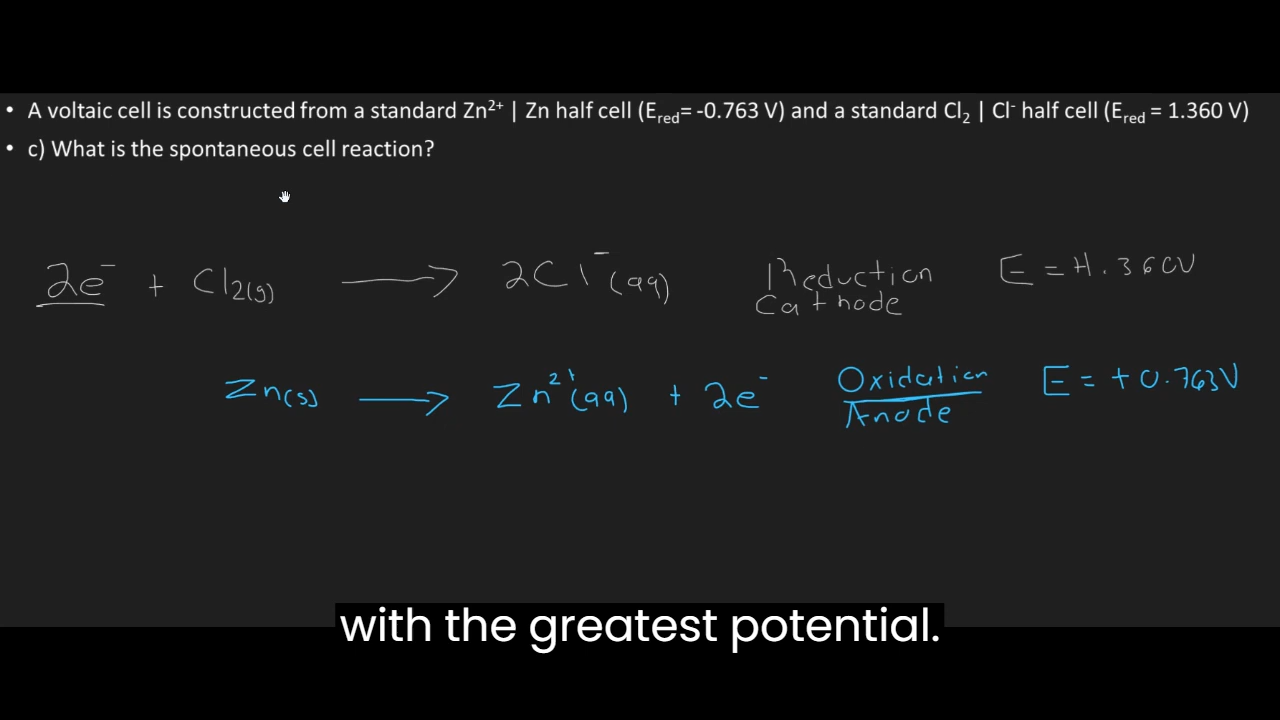 • A voltaic cell is constructed from a standard Zn²⁺ | Zn half cell (E_red= -0.763 V) and a standard Cl₂ | Cl⁻ half cell (E_red = 1.360 V)
• c) What is the spontaneous cell reaction?
2e⁻ + Cl₂(g) ⟶ 2Cl⁻(aq) Reduction E = +1.360V
Cathode
Zn(s) ⟶ Zn²⁺(aq) + 2e⁻ Oxidation E = +0.763V
Anode
with the greatest potential.